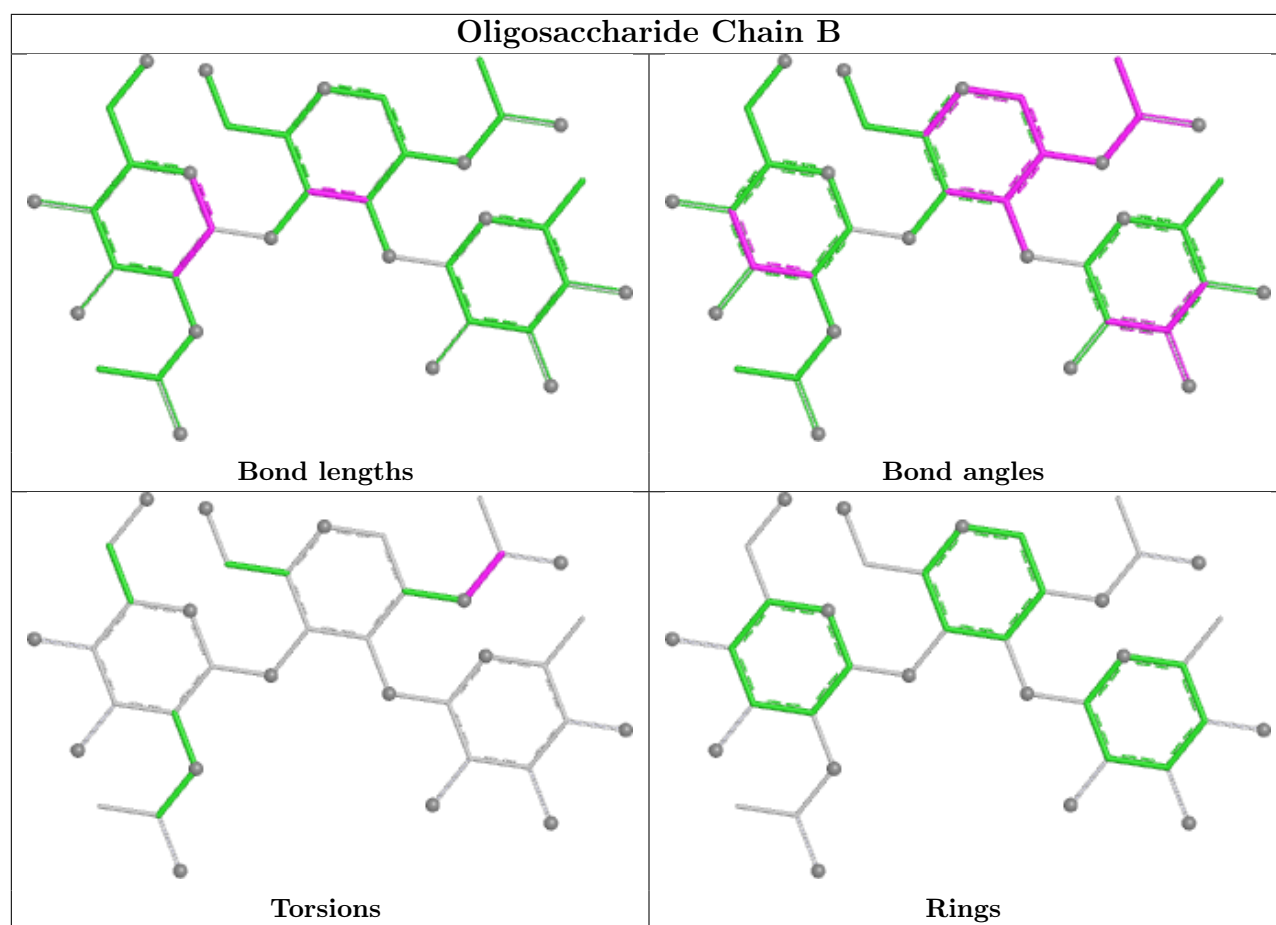 Oligosaccharide Chain B
Bond lengths
Bond angles
Torsions
Rings